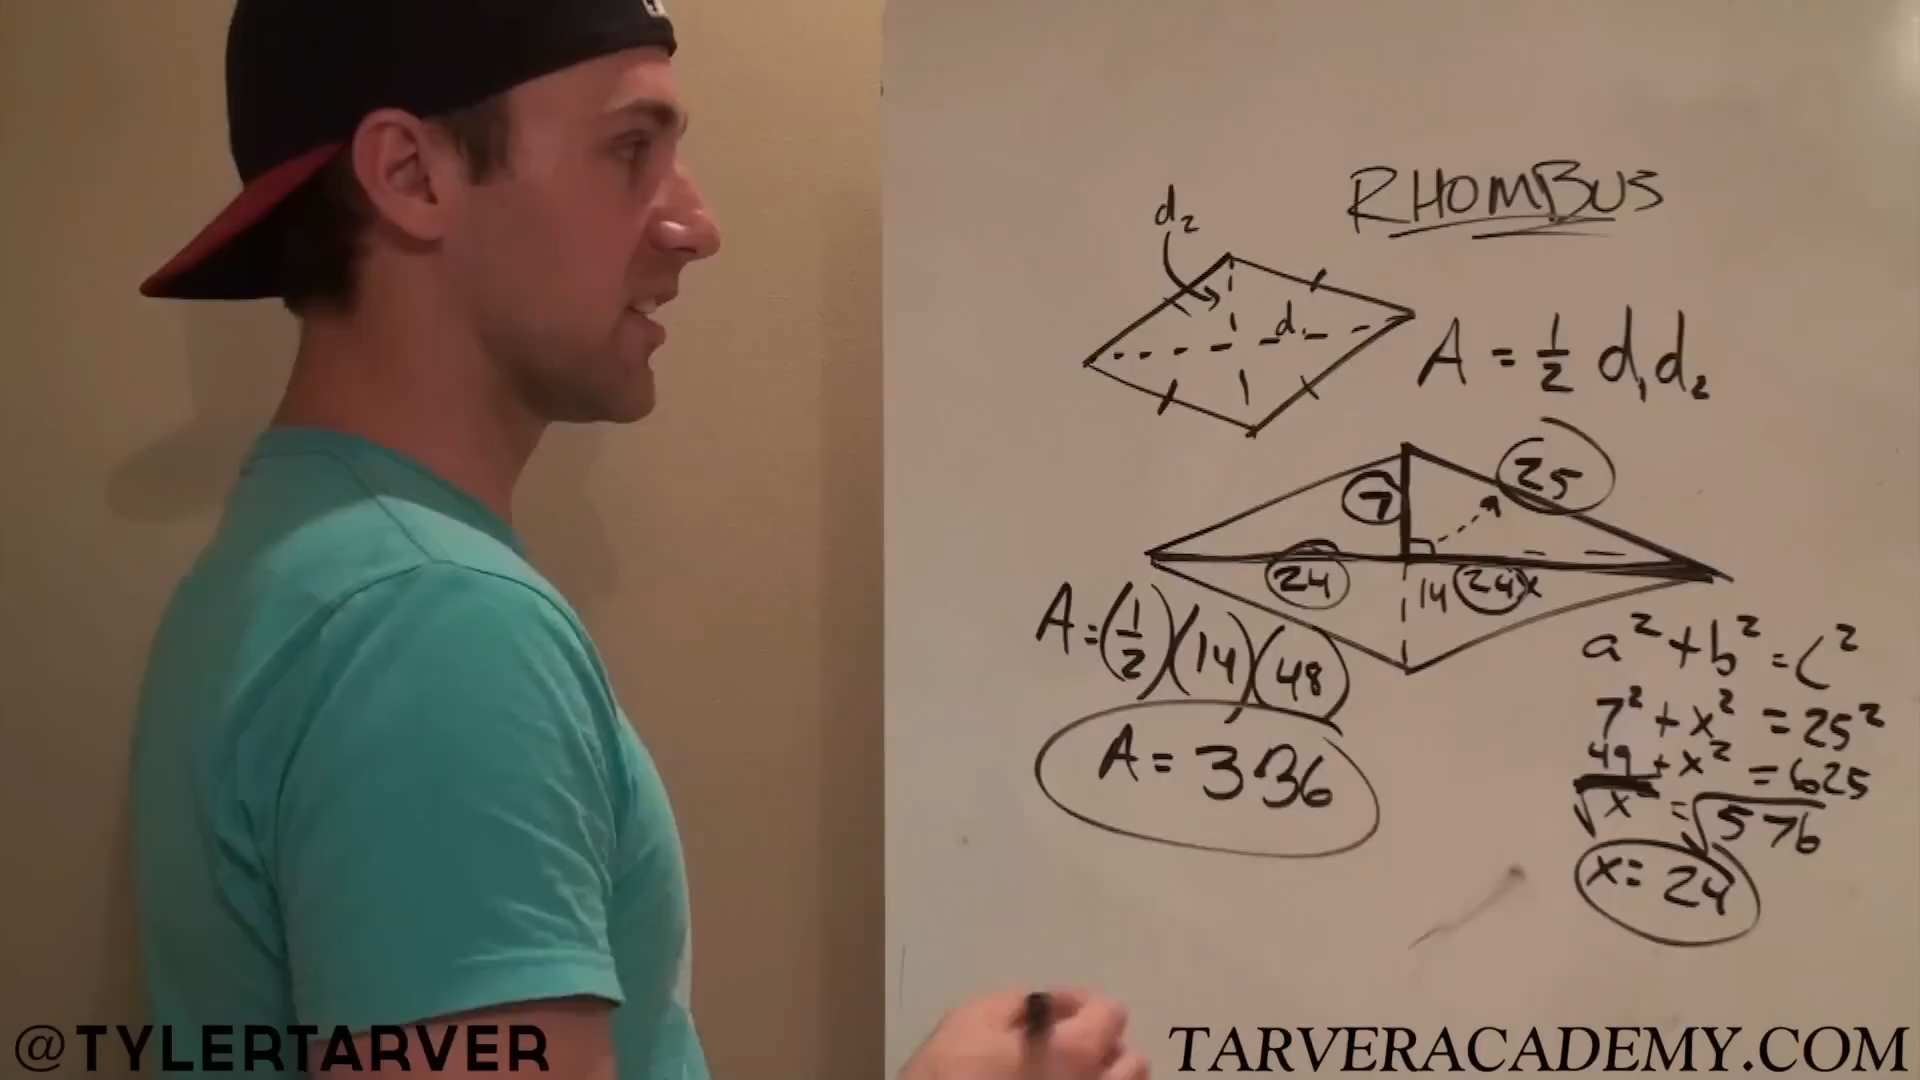 RHOMBUS
d₂
d₁
A = 1/2 d₁d₂
25
7
24
14 24 x
A = (1/2)(14)(48)
A = 336
a² + b² = c²
7² + x² = 25²
49 + x² = 625
√x² = √576
x = 24
@TYLERTARVER
TARVERACADEMY.COM